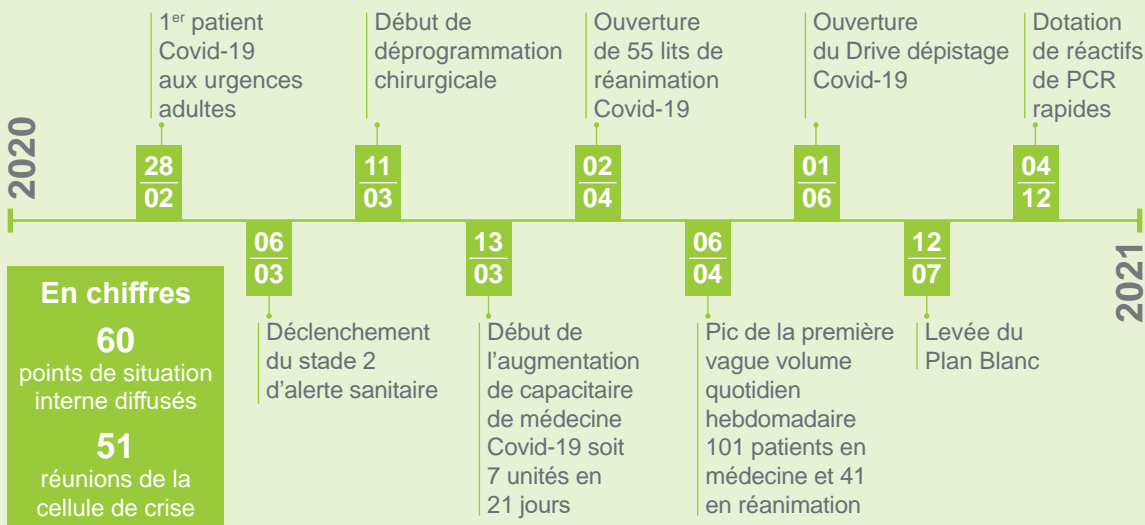 2020
1er patient
Covid-19
aux urgences
adultes
28
02
06
03
Déclenchement
du stade 2
d'alerte sanitaire
Début de
déprogrammation
chirurgicale
11
03
13
03
Début de
l'augmentation
de capacitaire
de médecine
Covid-19 soit
7 unités en
21 jours
Ouverture
de 55 lits de
réanimation
Covid-19
02
04
06
04
Pic de la première
vague volume
quotidien
hebdomadaire
101 patients en
médecine et 41
en réanimation
Ouverture
du Drive dépistage
Covid-19
01
06
12
07
Levée du
Plan Blanc
Dotation
de réactifs
de PCR
rapides
04
12
2021
En chiffres
60
points de situation
interne diffusés
51
réunions de la
cellule de crise